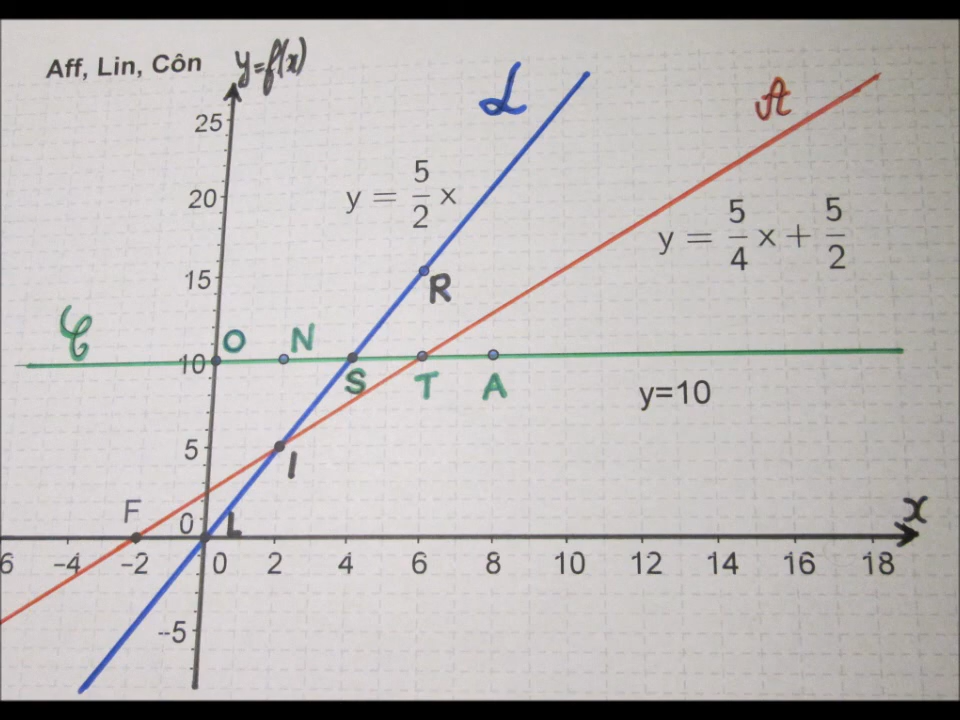 Aff, Lin, Côn
y=f(x)
25
20
15
10
5
0
--5
6 -4 -2 0 2 4 6 8 10 12 14 16 18
x
L
A
C
y = 5/2 x
y = 5/4 x + 5/2
y=10
O N
S T A
R
I
F
L